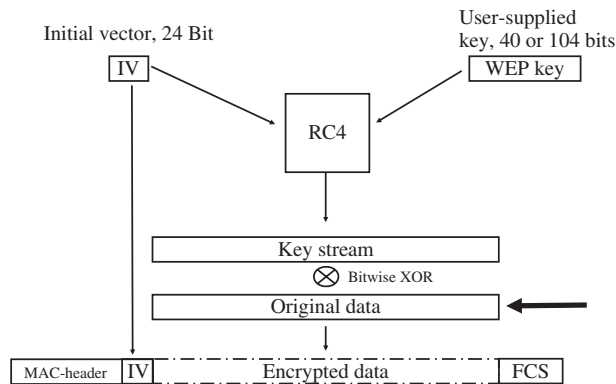 Initial vector, 24 Bit
User-supplied
key, 40 or 104 bits
IV
WEP key
RC4
Key stream
Bitwise XOR
Original data
MAC-header
IV
Encrypted data
FCS